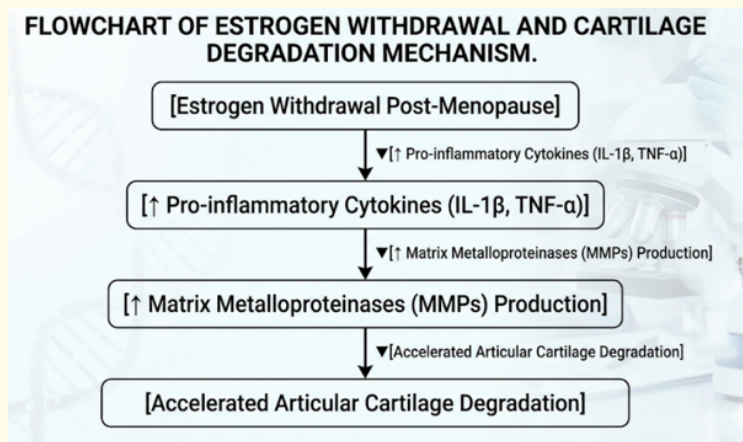 FLOWCHART OF ESTROGEN WITHDRAWAL AND CARTILAGE
DEGRADATION MECHANISM.
[Estrogen Withdrawal Post-Menopause]
▼[↑ Pro-inflammatory Cytokines (IL-1β, TNF-α)]
[↑ Pro-inflammatory Cytokines (IL-1β, TNF-α)]
▼[↑ Matrix Metalloproteinases (MMPs) Production]
[↑ Matrix Metalloproteinases (MMPs) Production]
▼[Accelerated Articular Cartilage Degradation]
[Accelerated Articular Cartilage Degradation]